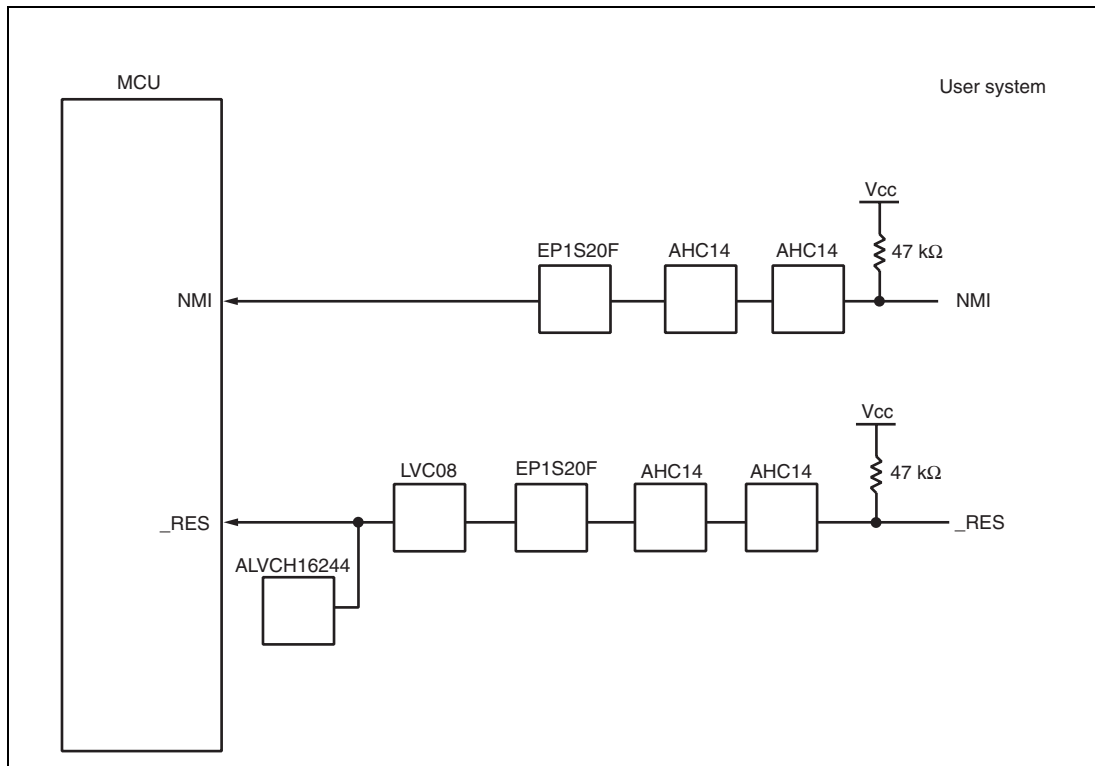 MCU
User system
Vcc
EP1S20F
AHC14
AHC14
47 kΩ
NMI
NMI
Vcc
LVC08
EP1S20F
AHC14
AHC14
47 kΩ
_RES
_RES
ALVCH16244